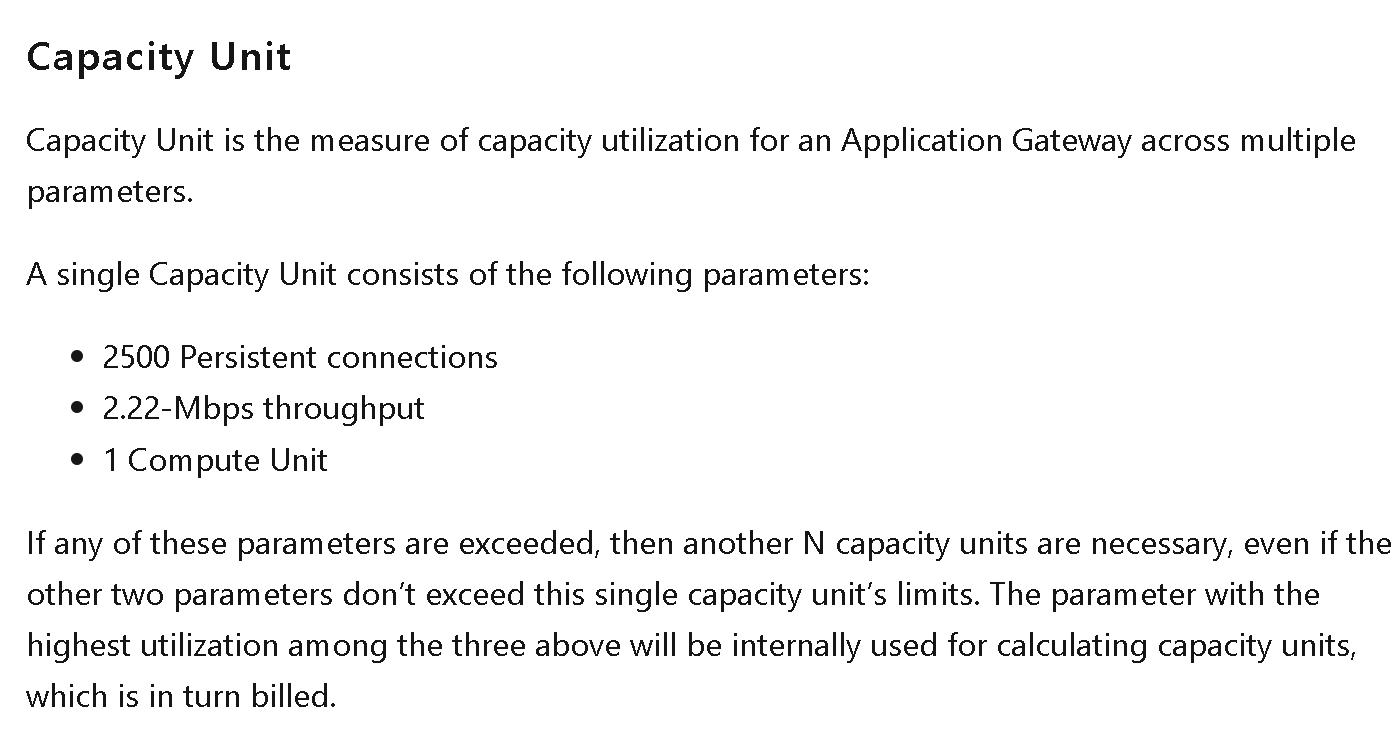 Capacity Unit
Capacity Unit is the measure of capacity utilization for an Application Gateway across multiple
parameters.
A single Capacity Unit consists of the following parameters:
• 2500 Persistent connections
• 2.22-Mbps throughput
• 1 Compute Unit
If any of these parameters are exceeded, then another N capacity units are necessary, even if the
other two parameters don’t exceed this single capacity unit’s limits. The parameter with the
highest utilization among the three above will be internally used for calculating capacity units,
which is in turn billed.